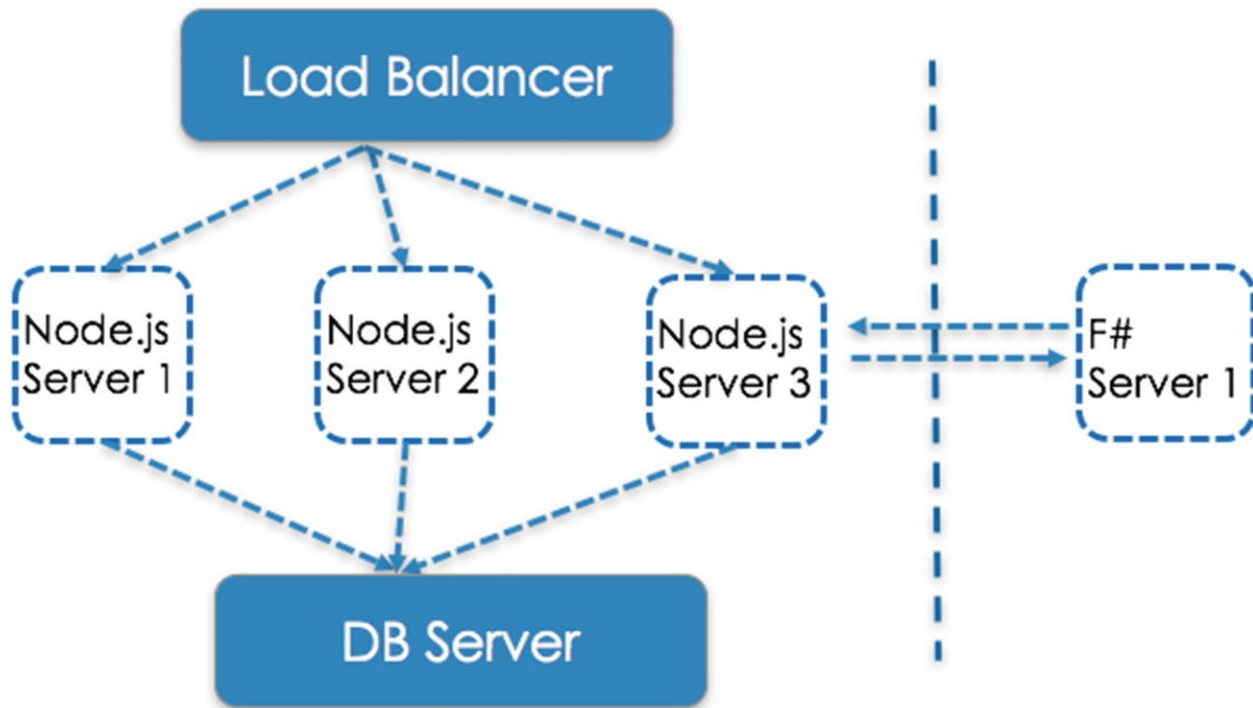 Load Balancer
Node.js
Server 1
Node.js
Server 2
Node.js
Server 3
F#
Server 1
DB Server